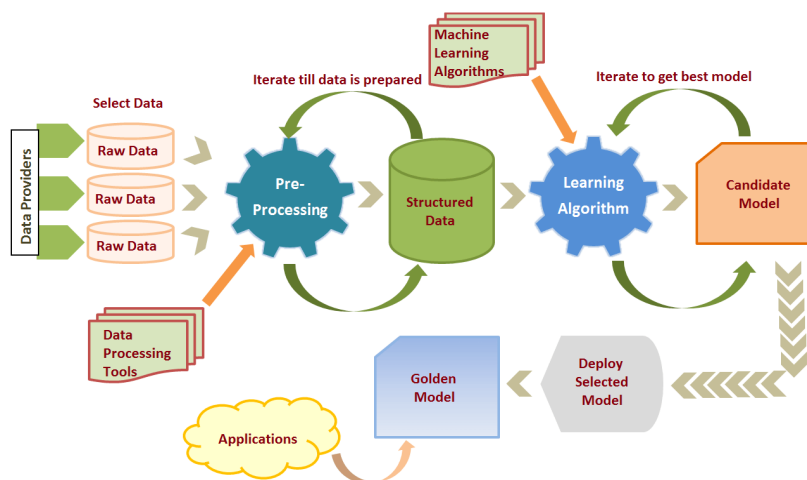 Machine
Learning
Algorithms
Iterate till data is prepared
Iterate to get best model
Select Data
Data Providers
Raw Data
Raw Data
Raw Data
Pre-
Processing
Structured
Data
Learning
Algorithm
Candidate
Model
Data
Processing
Tools
Golden
Model
Deploy
Selected
Model
Applications